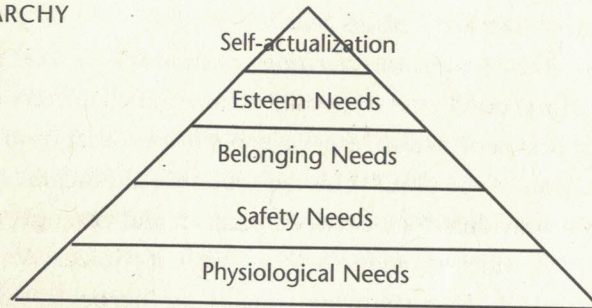 ARCHY
Self-actualization
Esteem Needs
Belonging Needs
Safety Needs
Physiological Needs